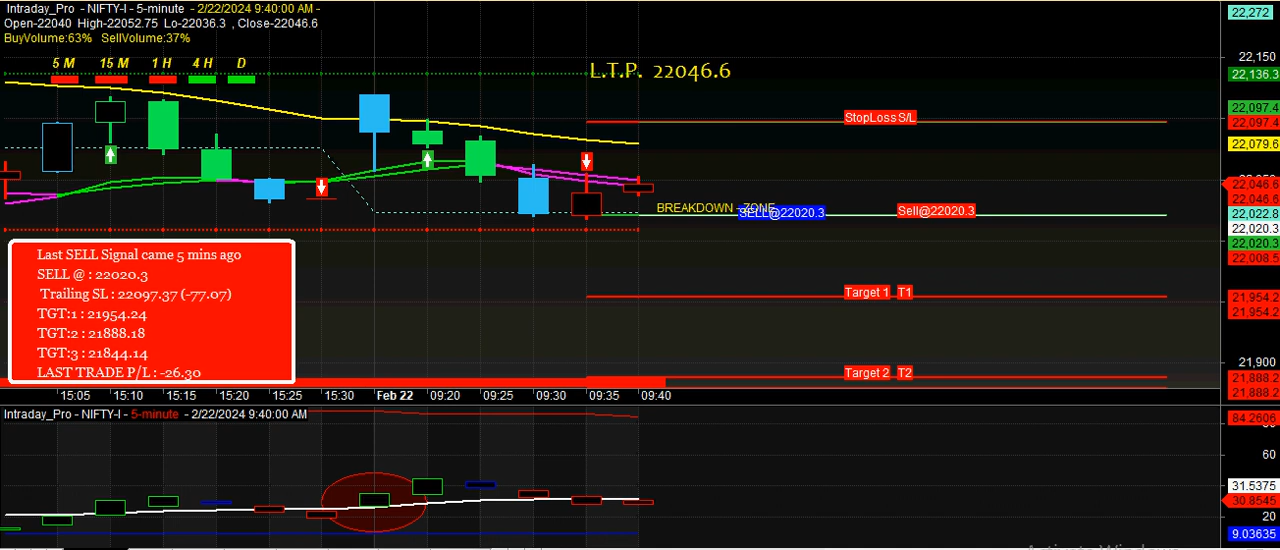 Intraday_Pro - NIFTY-I - 5-minute - 2/22/2024 9:40:00 AM -
Open-22040 High-22052.75 Lo-22036.3 , Close-22046.6
BuyVolume:63% SellVolume:37%
5 M 15 M 1 H 4 H D
L.T.P. 22046.6
22,272
22,150
22,136.3
22,097.4
22,097.4
22,079.6
22,046.6
22,046.6
22,022.8
22,020.3
22,020.3
22,008.5
21,954.2
21,954.2
21,900
21,888.2
21,888.2
StopLoss S/L
BREAKDOWN - ZONE
SELL@22020.3
Sell@22020.3
Target 1 T1
Target 2 T2
Last SELL Signal came 5 mins ago
SELL @ : 22020.3
Trailing SL : 22097.37 (-77.07)
TGT:1 : 21954.24
TGT:2 : 21888.18
TGT:3 : 21844.14
LAST TRADE P/L : -26.30
15:05 15:10 15:15 15:20 15:25 15:30 Feb 22 09:20 09:25 09:30 09:35 09:40
Intraday_Pro - NIFTY-I - 5-minute - 2/22/2024 9:40:00 AM
84.2606
60
31.5375
30.8545
20
9.03635